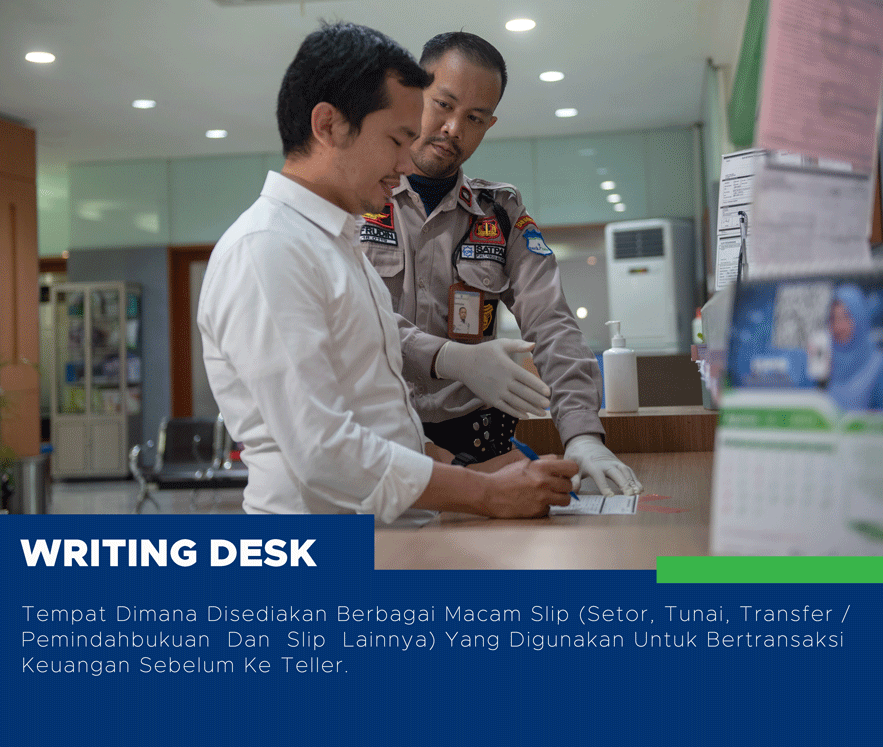 SATPAM
WRITING DESK
Tempat Dimana Disediakan Berbagai Macam Slip (Setor, Tunai, Transfer /
Pemindahbukuan Dan Slip Lainnya) Yang Digunakan Untuk Bertransaksi
Keuangan Sebelum Ke Teller.